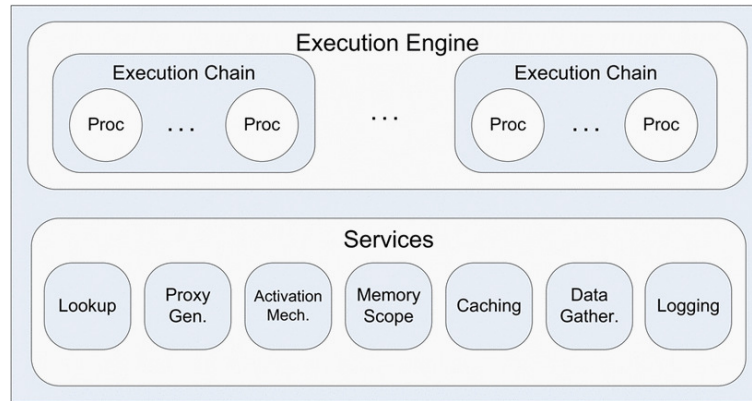 Execution Engine
Execution Chain
Proc ... Proc
...
Execution Chain
Proc ... Proc
Services
Lookup
Proxy
Gen.
Activation
Mech.
Memory
Scope
Caching
Data
Gather.
Logging